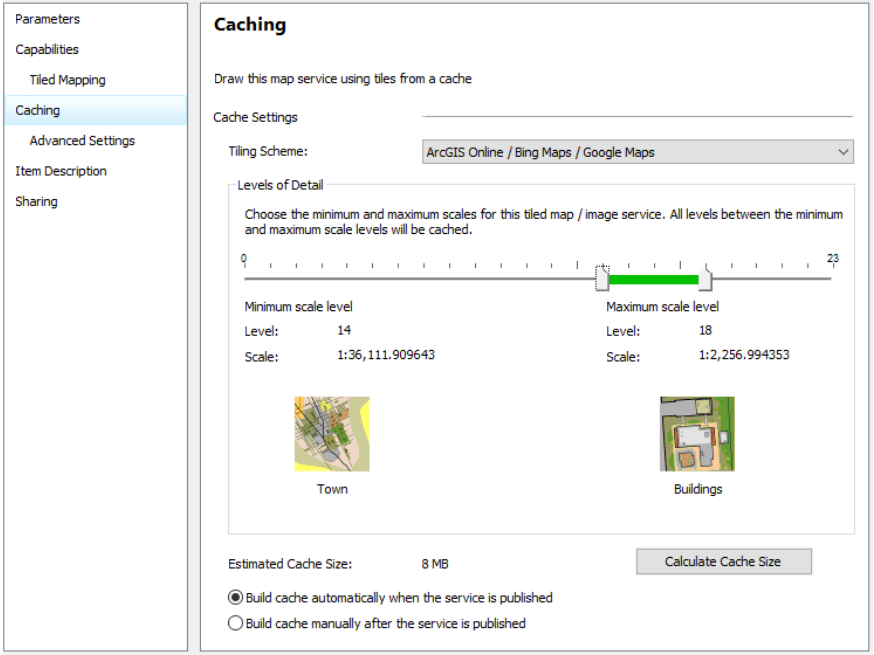 Parameters
Capabilities
Tiled Mapping
Caching
Advanced Settings
Item Description
Sharing
Caching
Draw this map service using tiles from a cache
Cache Settings
Tiling Scheme:
ArcGIS Online / Bing Maps / Google Maps
Levels of Detail
Choose the minimum and maximum scales for this tiled map / image service. All levels between the minimum
and maximum scale levels will be cached.
0 23
Minimum scale level
Level: 14
Scale: 1:36,111.909643
Maximum scale level
Level: 18
Scale: 1:2,256.994353
Town
Buildings
Estimated Cache Size: 8 MB
Calculate Cache Size
Build cache automatically when the service is published
Build cache manually after the service is published